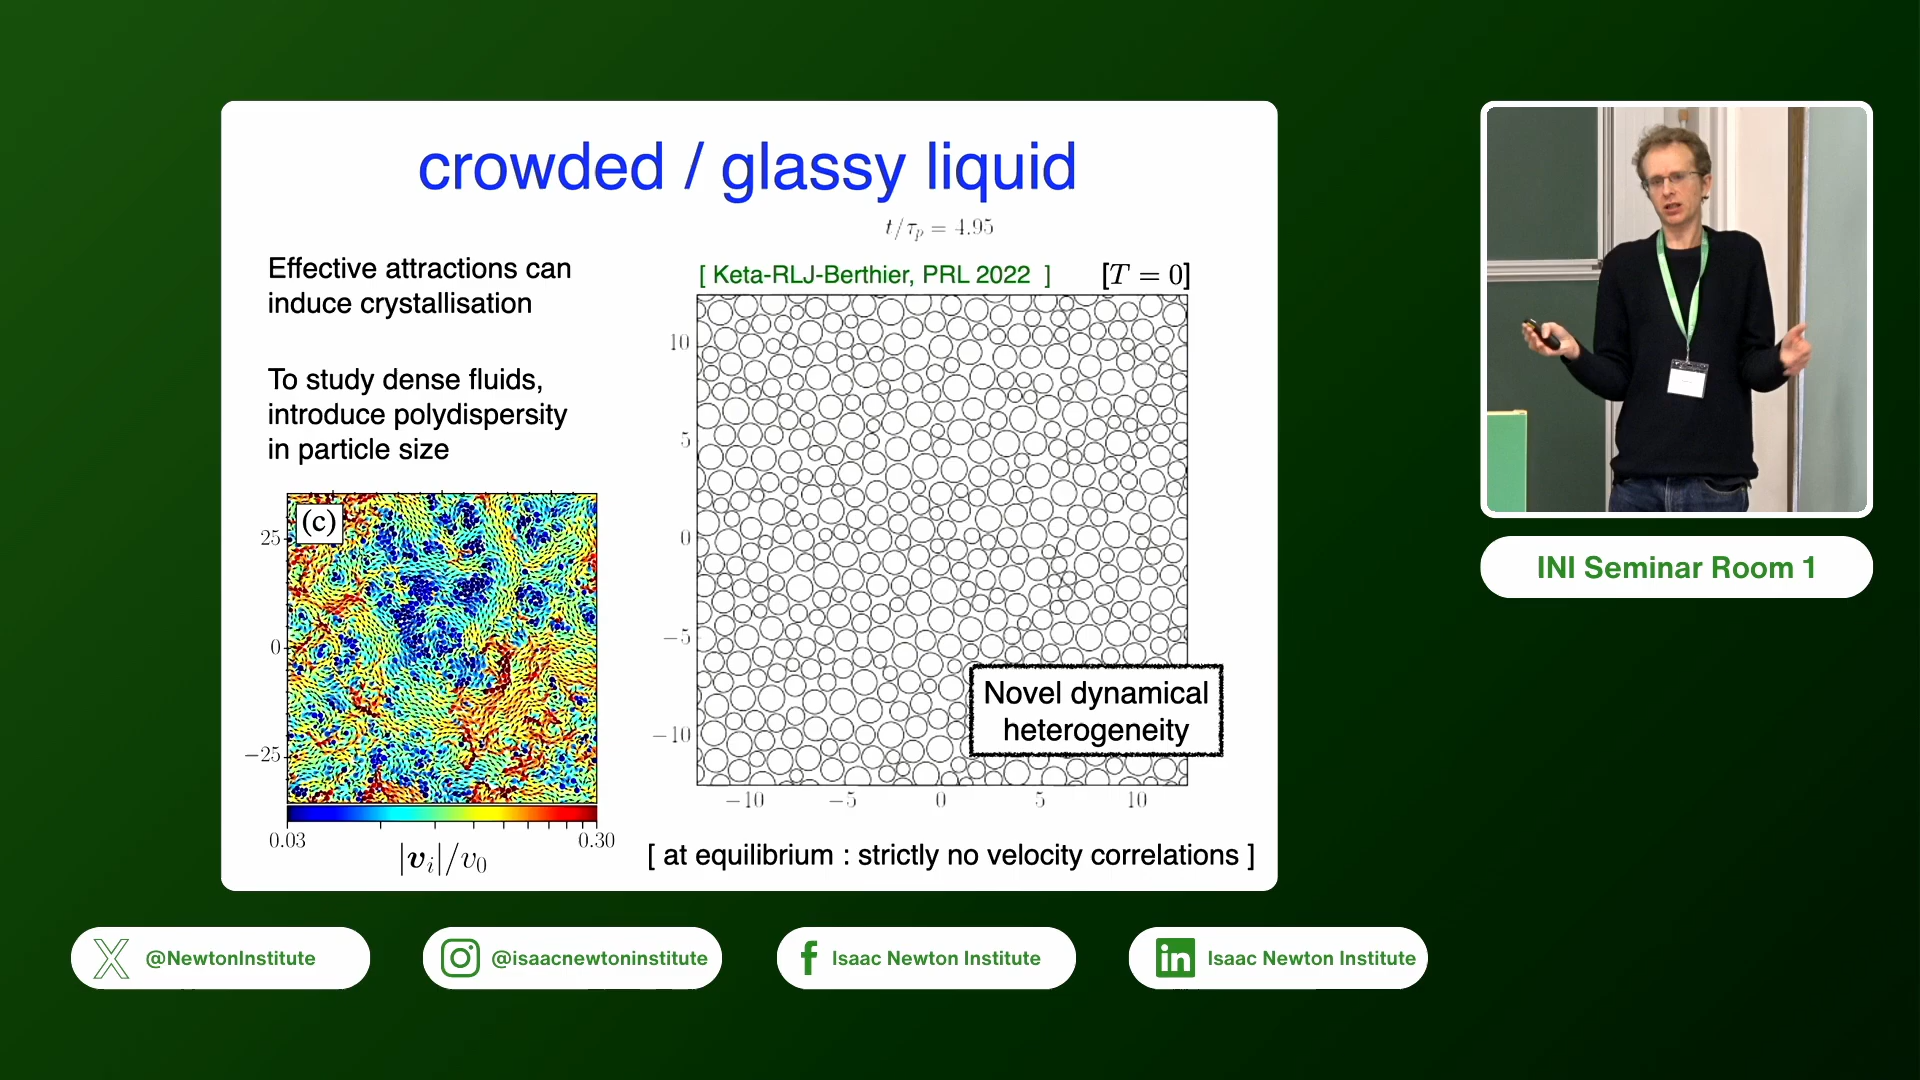 crowded / glassy liquid
t/τₚ = 4.95
Effective attractions can
induce crystallisation
[ Keta-RLJ-Berthier, PRL 2022 ]
[T = 0]
To study dense fluids,
introduce polydispersity
in particle size
(c)
25
0
−25
0.03
0.30
|𝒗ᵢ|/v₀
10
5
0
−5
−10
−10
−5
0
5
10
Novel dynamical
heterogeneity
[ at equilibrium : strictly no velocity correlations ]
INI Seminar Room 1
@NewtonInstitute
@isaacnewtoninstitute
Isaac Newton Institute
Isaac Newton Institute